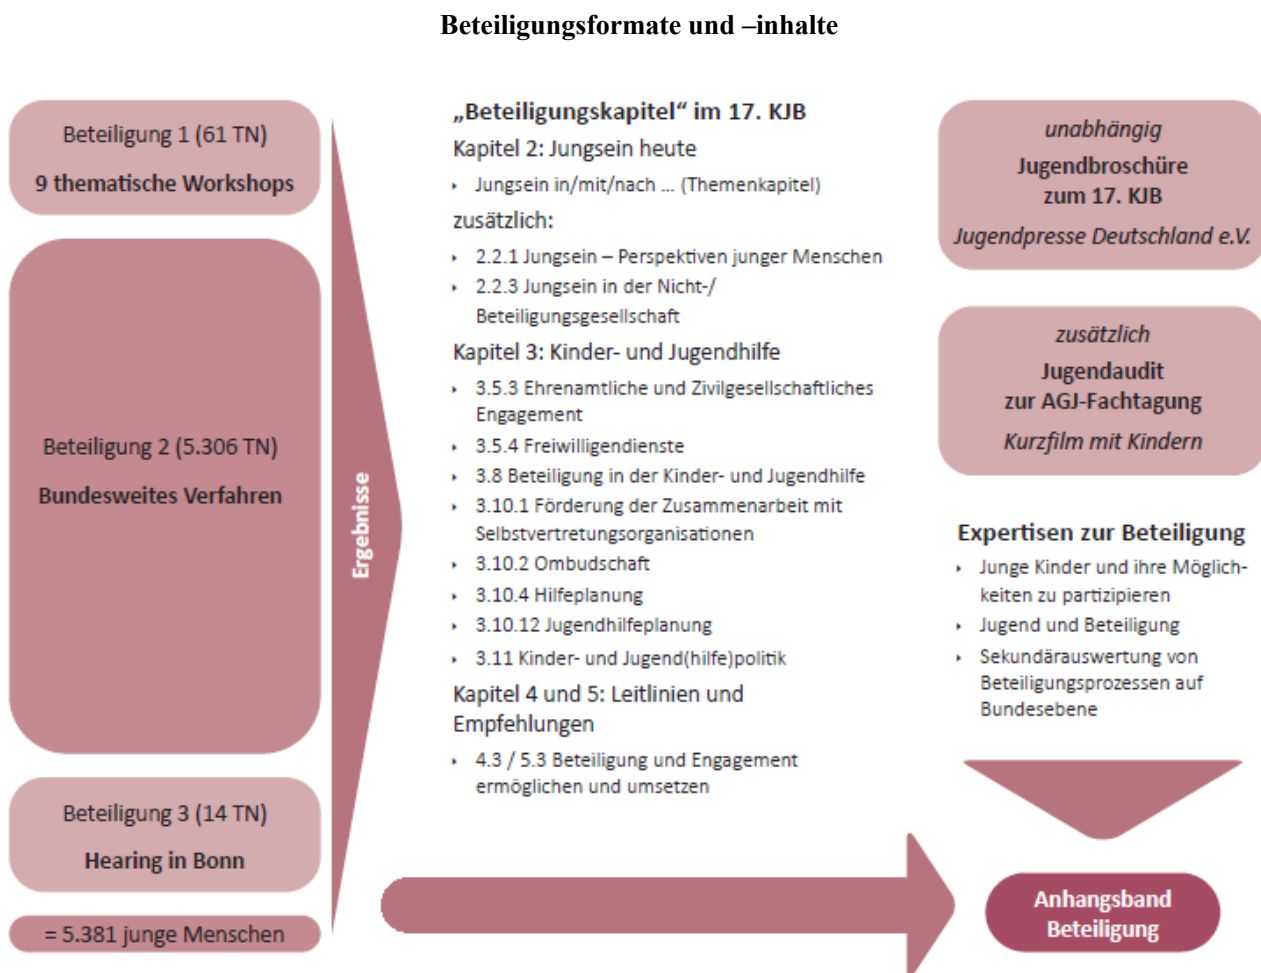 Beteiligungsformate und –inhalte
Beteiligung 1 (61 TN)
9 thematische Workshops
Beteiligung 2 (5.306 TN)
Bundesweites Verfahren
Beteiligung 3 (14 TN)
Hearing in Bonn
= 5.381 junge Menschen
Ergebnisse
„Beteiligungskapitel“ im 17. KJB
Kapitel 2: Jungsein heute
‣ Jungsein in/mit/nach ... (Themenkapitel)
zusätzlich:
‣ 2.2.1 Jungsein – Perspektiven junger Menschen
‣ 2.2.3 Jungsein in der Nicht-/
Beteiligungsgesellschaft
Kapitel 3: Kinder- und Jugendhilfe
‣ 3.5.3 Ehrenamtliche und Zivilgesellschaftliches
Engagement
‣ 3.5.4 Freiwilligendienste
‣ 3.8 Beteiligung in der Kinder- und Jugendhilfe
‣ 3.10.1 Förderung der Zusammenarbeit mit
Selbstvertretungsorganisationen
‣ 3.10.2 Ombudschaft
‣ 3.10.4 Hilfeplanung
‣ 3.10.12 Jugendhilfeplanung
‣ 3.11 Kinder- und Jugend(hilfe)politik
Kapitel 4 und 5: Leitlinien und
Empfehlungen
‣ 4.3 / 5.3 Beteiligung und Engagement
ermöglichen und umsetzen
unabhängig
Jugendbroschüre
zum 17. KJB
Jugendpresse Deutschland e.V.
zusätzlich
Jugendaudit
zur AGJ-Fachtagung
Kurzfilm mit Kindern
Expertisen zur Beteiligung
‣ Junge Kinder und ihre Möglich-
keiten zu partizipieren
‣ Jugend und Beteiligung
‣ Sekundärauswertung von
Beteiligungsprozessen auf
Bundesebene
Anhangsband
Beteiligung